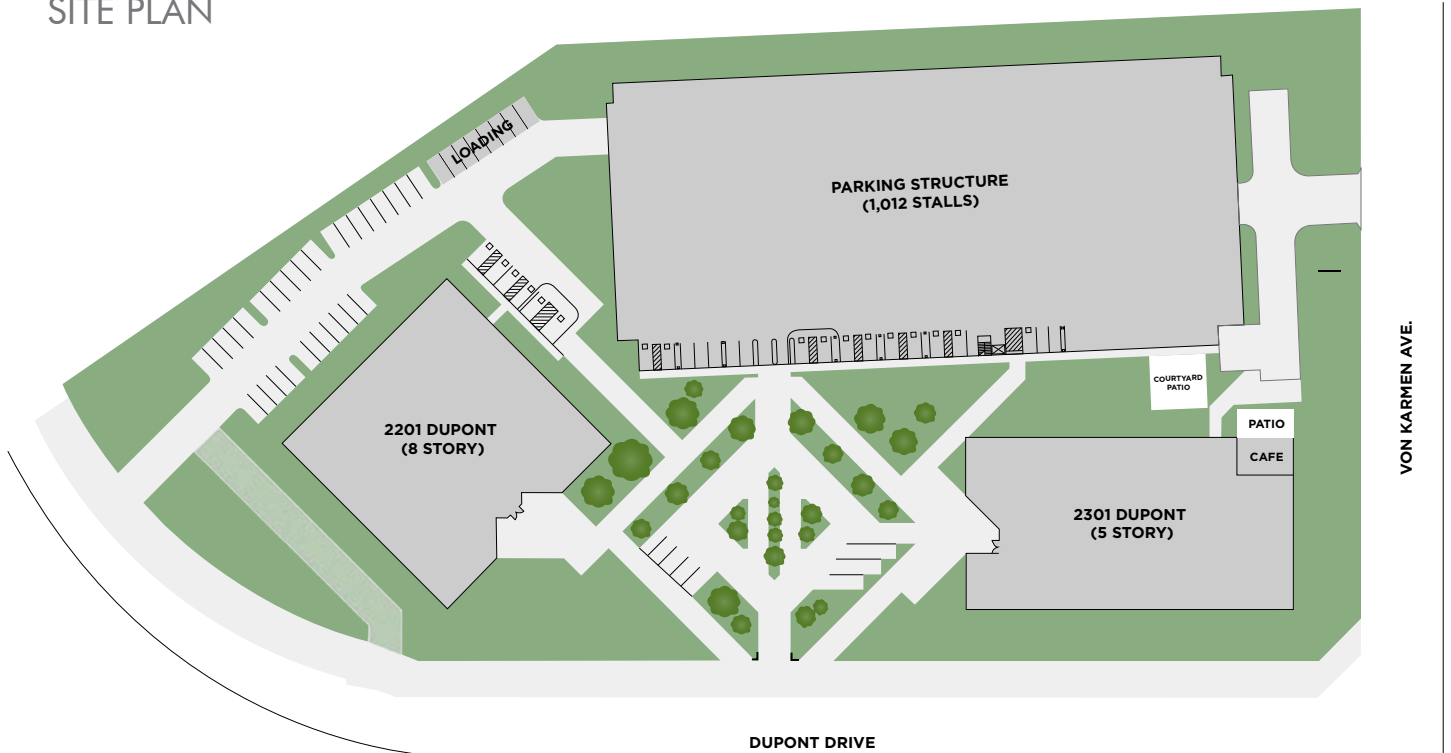 SITE PLAN
LOADING
PARKING STRUCTURE
(1,012 STALLS)
COURTYARD
PATIO
2201 DUPONT
(8 STORY)
PATIO
CAFE
2301 DUPONT
(5 STORY)
VON KARMEN AVE.
DUPONT DRIVE